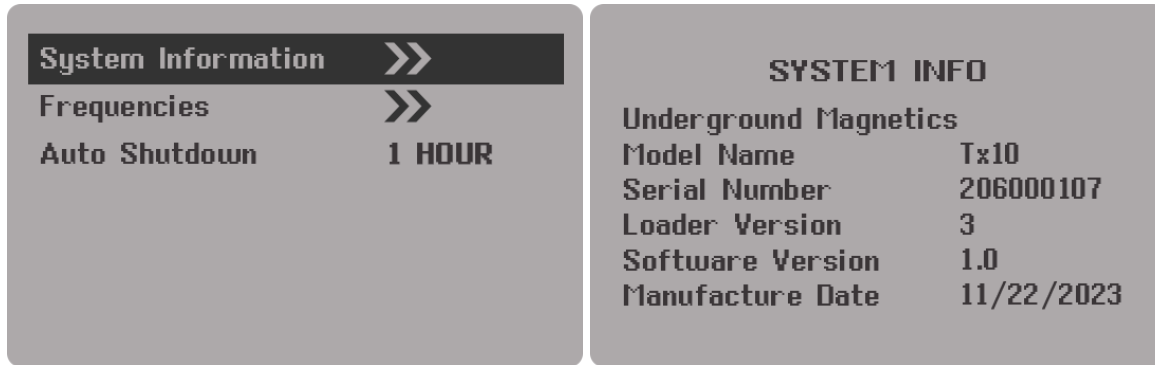 System Information
Frequencies
Auto Shutdown 1 HOUR
SYSTEM INFO
Underground Magnetics
Model Name Tx10
Serial Number 206000107
Loader Version 3
Software Version 1.0
Manufacture Date 11/22/2023